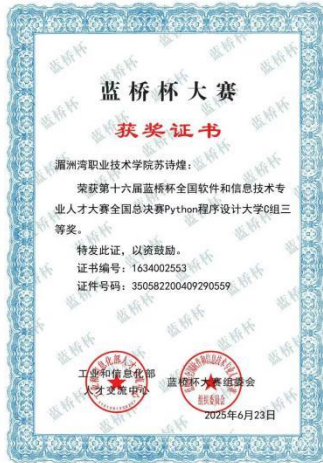 蓝桥杯大赛
获奖证书
湄洲湾职业技术学院苏诗煌：
荣获第十六届蓝桥杯全国软件和信息技术专
业人才大赛全国总决赛Python程序设计大学C组三
等奖。
特发此证，以资鼓励。
证书编号：1634002553
证件号码：350582200409290559
工业和信息化部
人才交流中心
蓝桥杯大赛组委会
2025年6月23日